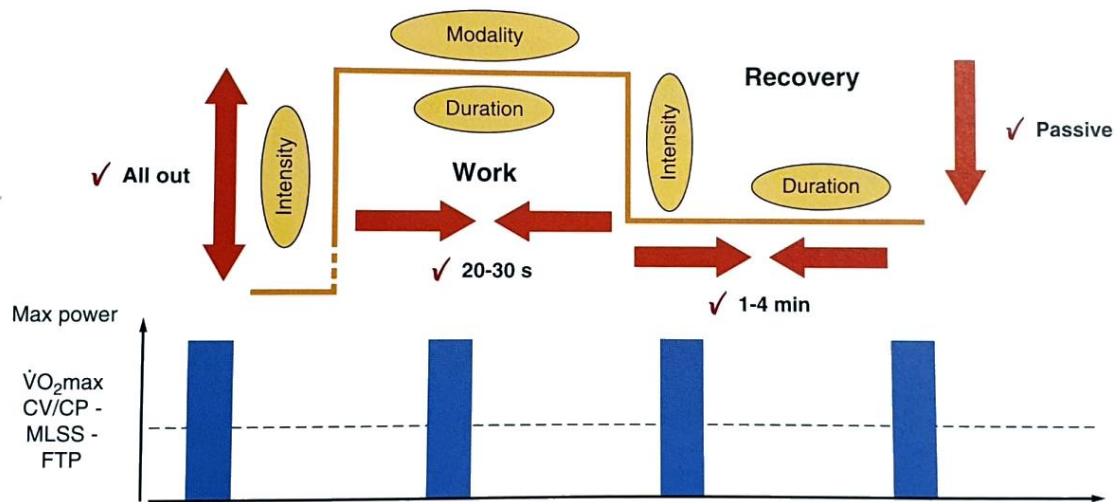 Modality
Duration
Intensity
✓ All out
Work
✓ 20-30 s
Recovery
Intensity
Duration
✓ Passive
✓ 1-4 min
Max power
V̇O₂max
CV/CP -
MLSS -
FTP